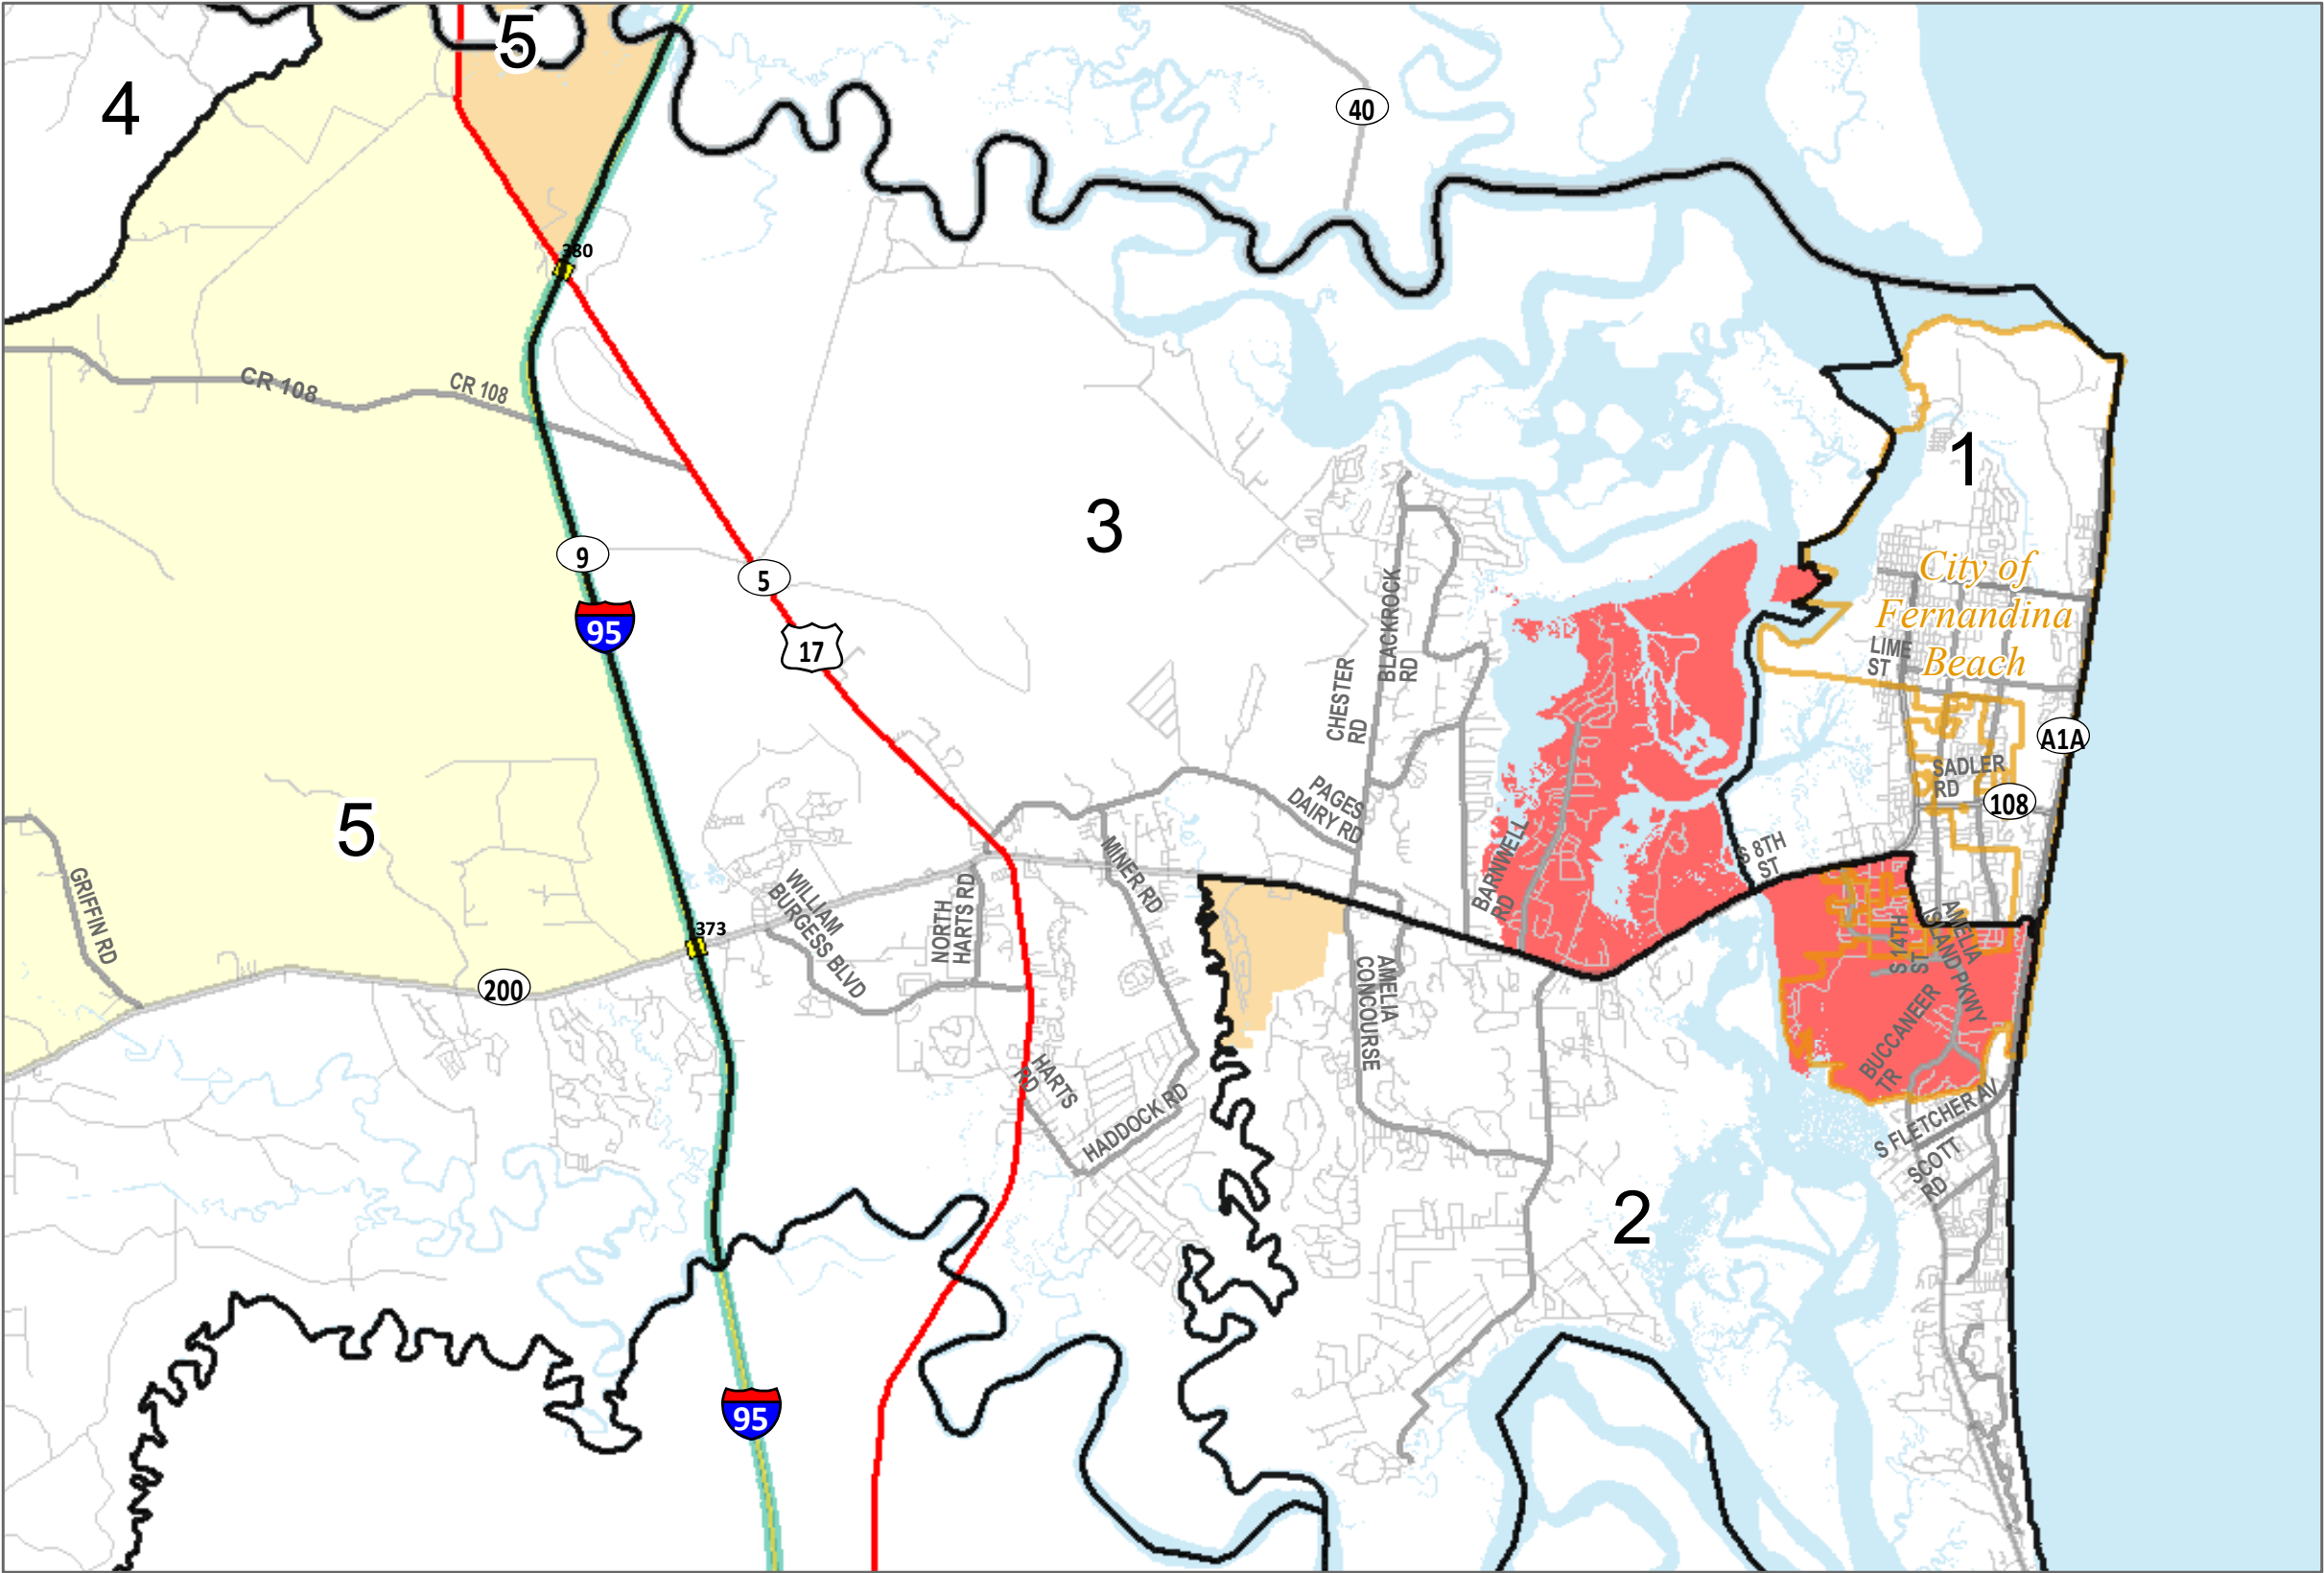 5
4
40
380
1
CR 108
CR 108
3
9
5
City of
Fernandina
Beach
95
17
BLACKROCK
RD
CHESTER
RD
LIME
ST
A1A
SADLER
RD
108
PAGES
DAIRY RD
5
MINER RD
BARNWELL
RD
S 8TH
ST
GRIFFIN RD
WILLIAM
BURGESS BLVD
NORTH
HARTS RD
373
200
AMELIA
CONCOURSE
S 14TH
ST
AMELIA
ISLAND PKWY
BUCCANEER
TR
HARTS
RD
HADDOCK RD
S FLETCHER AV
SCOTT
RD
2
95